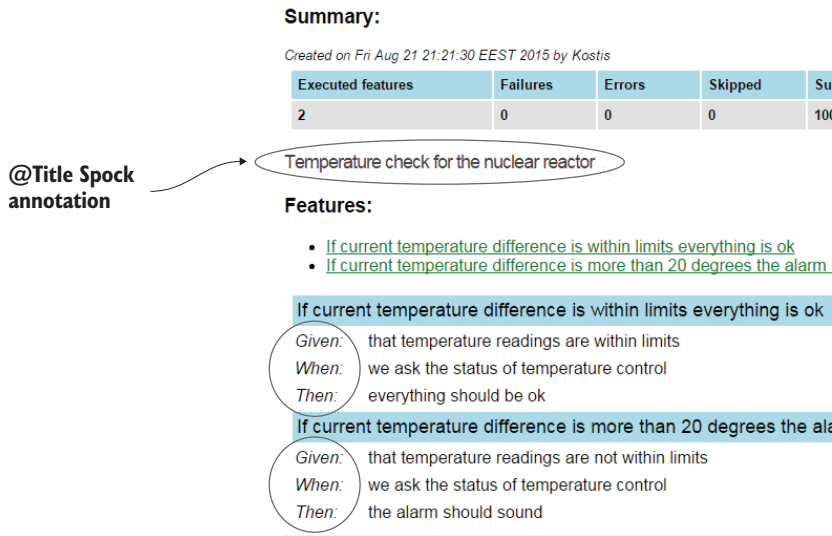 Summary:
Created on Fri Aug 21 21:21:30 EEST 2015 by Kostis
Executed features Failures Errors Skipped Su
2 0 0 0 100
Temperature check for the nuclear reactor
@Title Spock
annotation
Features:
If current temperature difference is within limits everything is ok
If current temperature difference is more than 20 degrees the alarm
If current temperature difference is within limits everything is ok
Given: that temperature readings are within limits
When: we ask the status of temperature control
Then: everything should be ok
If current temperature difference is more than 20 degrees the ala
Given: that temperature readings are not within limits
When: we ask the status of temperature control
Then: the alarm should sound